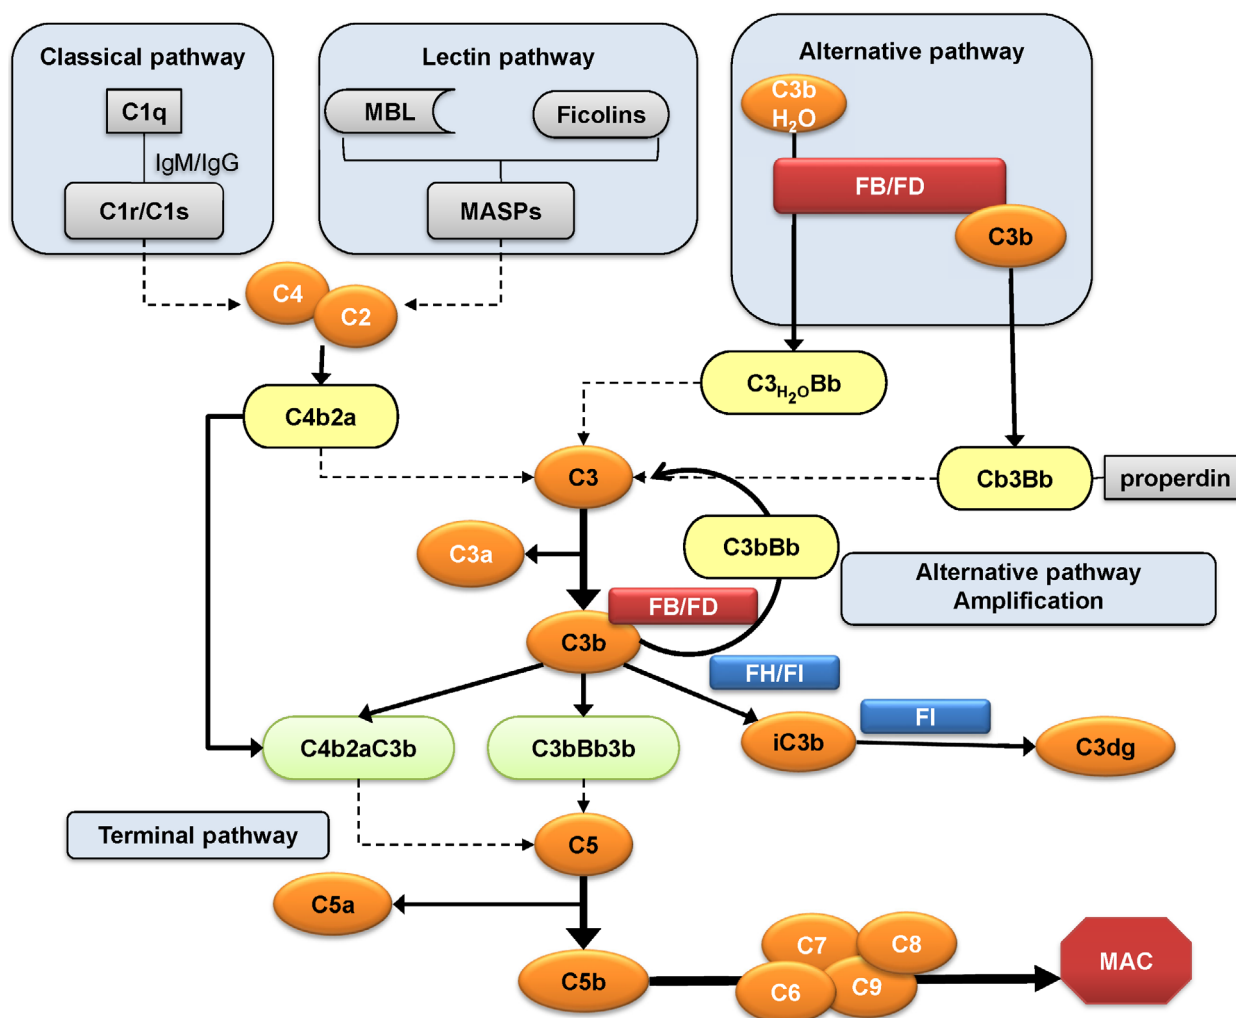 Classical pathway
C1q
IgM/IgG
C1r/C1s
Lectin pathway
MBL
Ficolins
MASPs
Alternative pathway
C3b
H₂O
FB/FD
C3b
C4
C2
C4b2a
C3H₂OBb
C3
Cb3Bb
properdin
C3a
C3bBb
Alternative pathway
Amplification
FB/FD
C3b
FH/FI
FI
C4b2aC3b
C3bBb3b
iC3b
C3dg
Terminal pathway
C5
C5a
C5b
C7
C8
C6
C9
MAC